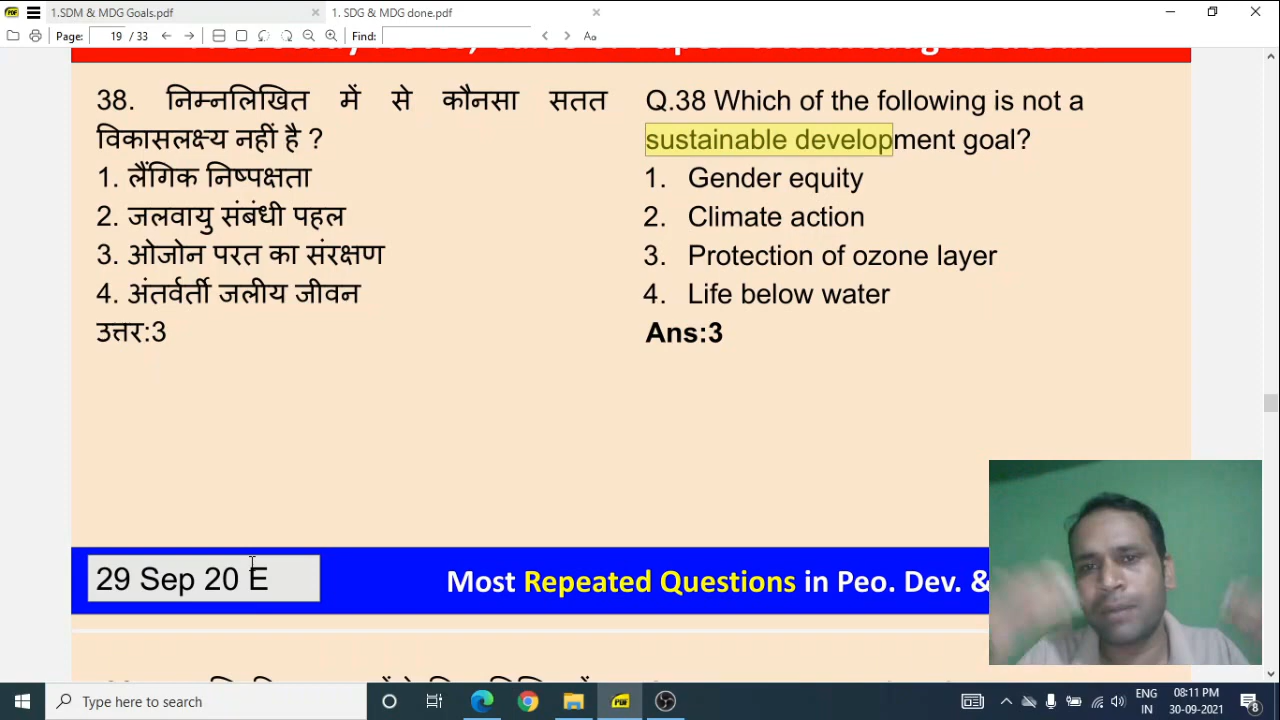 1.SDM & MDG Goals.pdf
1. SDG & MDG done.pdf
Page: 19 / 33
Find:
38. निम्नलिखित में से कौनसा सतत
विकासलक्ष्य नहीं है ?
1. लैंगिक निष्पक्षता
2. जलवायु संबंधी पहल
3. ओजोन परत का संरक्षण
4. अंतर्वर्ती जलीय जीवन
उत्तर:3
Q.38 Which of the following is not a
sustainable development goal?
1. Gender equity
2. Climate action
3. Protection of ozone layer
4. Life below water
Ans:3
29 Sep 20 E
Most Repeated Questions in Peo. Dev. &
Type here to search
ENG
IN
08:11 PM
30-09-2021
8